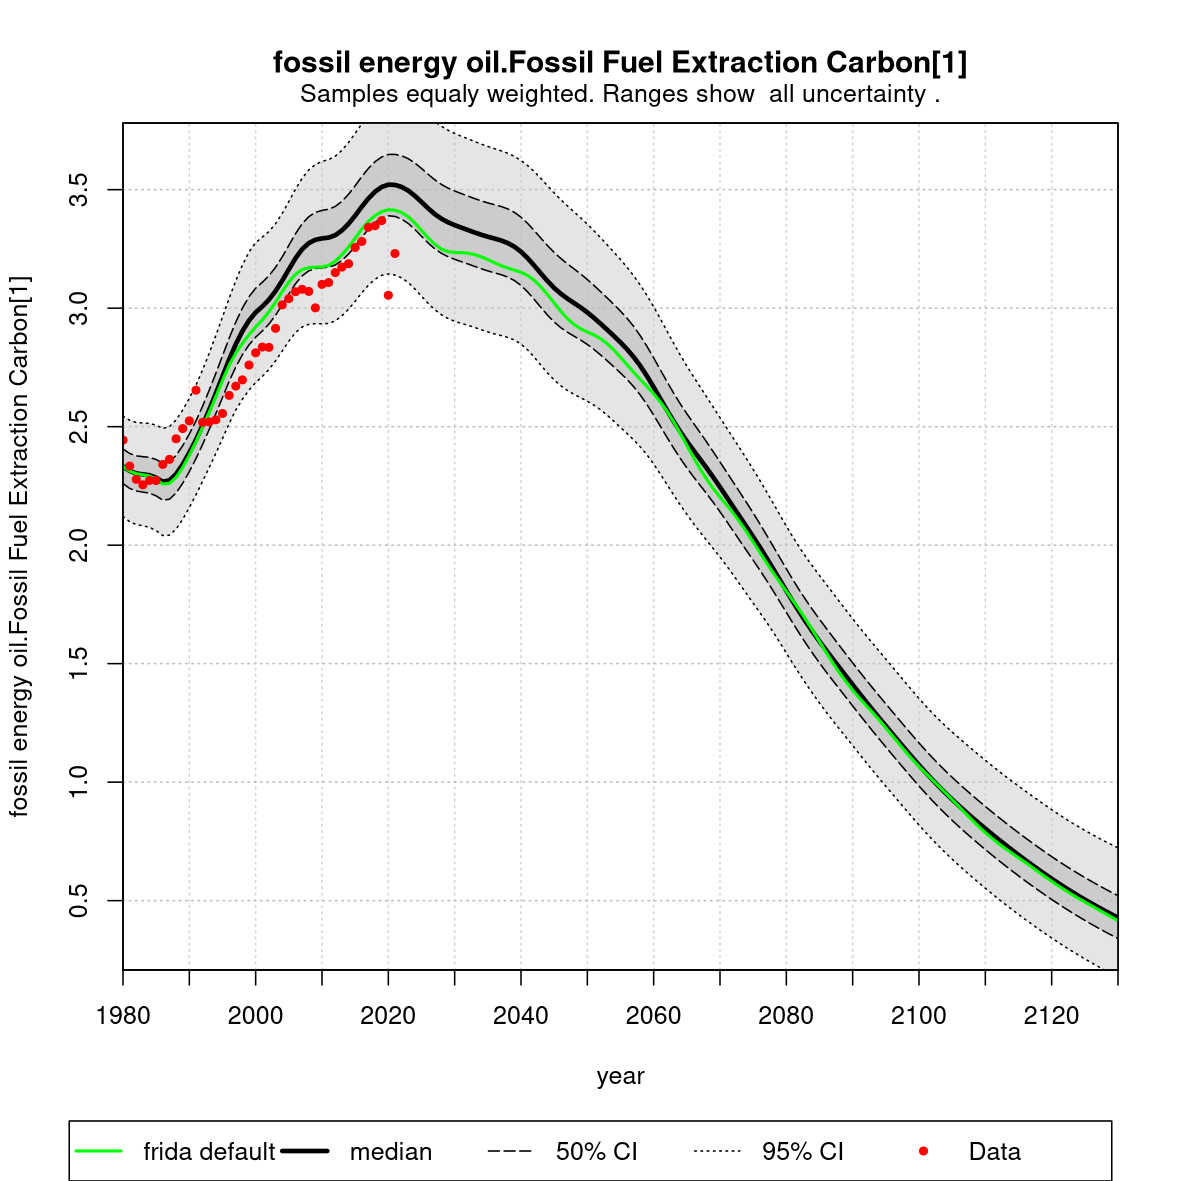 fossil energy oil.Fossil Fuel Extraction Carbon[1]
Samples equaly weighted. Ranges show  all uncertainty .
fossil energy oil.Fossil Fuel Extraction Carbon[1]
3.5
3.0
2.5
2.0
1.5
1.0
0.5
1980 2000 2020 2040 2060 2080 2100 2120
year
frida default median 50% CI 95% CI Data